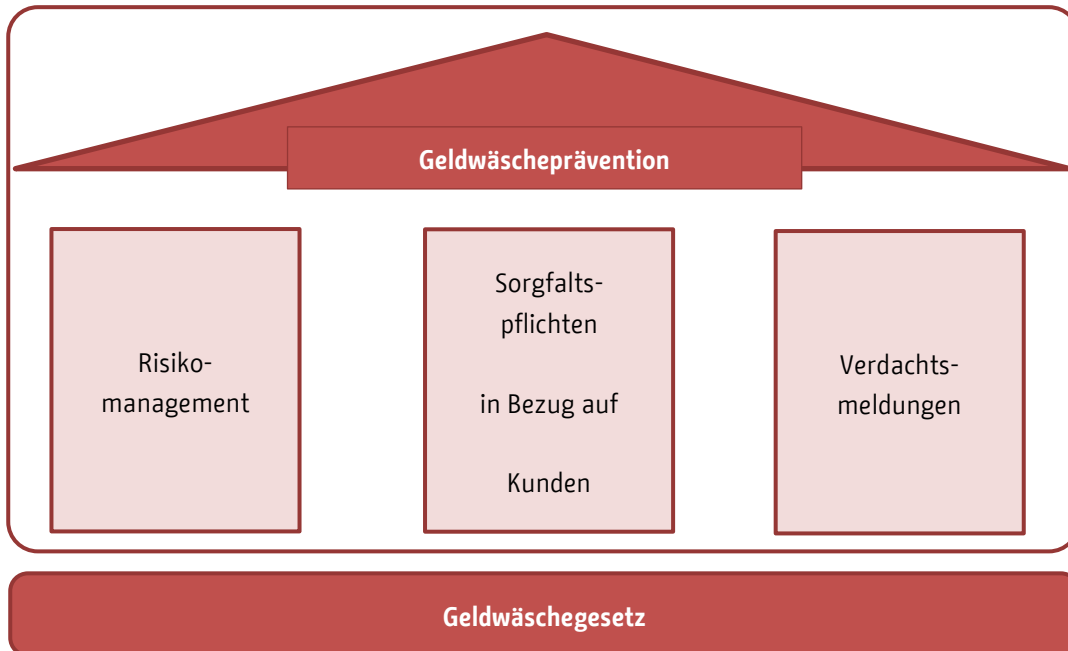 Geldwäscheprävention
Risiko-
management
Sorgfalts-
pflichten
in Bezug auf
Kunden
Verdachts-
meldungen
Geldwäschegesetz